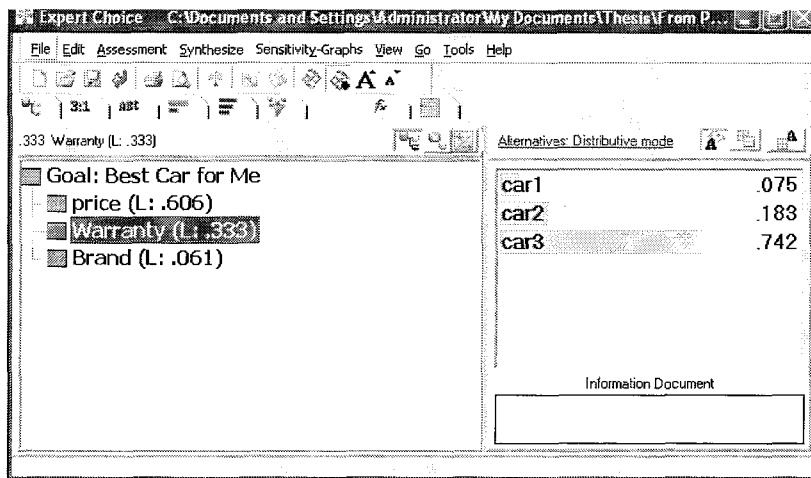 Expert Choice C:\Documents and Settings\Administrator\My Documents\Thesis\From P...
File Edit Assessment Synthesize Sensitivity-Graphs View Go Tools Help
A A
3:1 ABC
.333 Warranty (L: .333)
Goal: Best Car for Me
price (L: .606)
Warranty (L: .333)
Brand (L: .061)
Alternatives: Distributive mode
car1 .075
car2 .183
car3 .742
Information Document